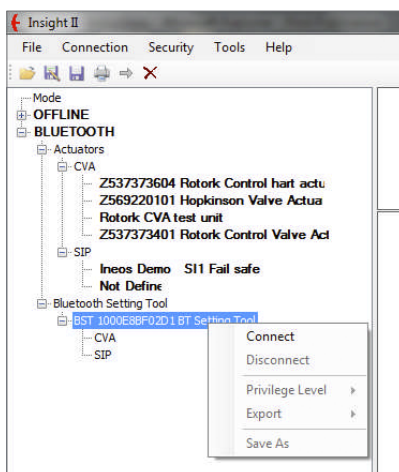 Insight II
File Connection Security Tools Help
Mode
OFFLINE
BLUETOOTH
Actuators
CVA
Z537373604 Rotork Control hart actu
Z569220101 Hopkinson Valve Actua
Rotork CVA test unit
Z537373401 Rotork Control Valve Act
SIP
Ineos Demo SI1 Fail safe
Not Define
Bluetooth Setting Tool
BST 1000E8BF02D1 BT Setting Tool
CVA
SIP
Connect
Disconnect
Privilege Level
Export
Save As